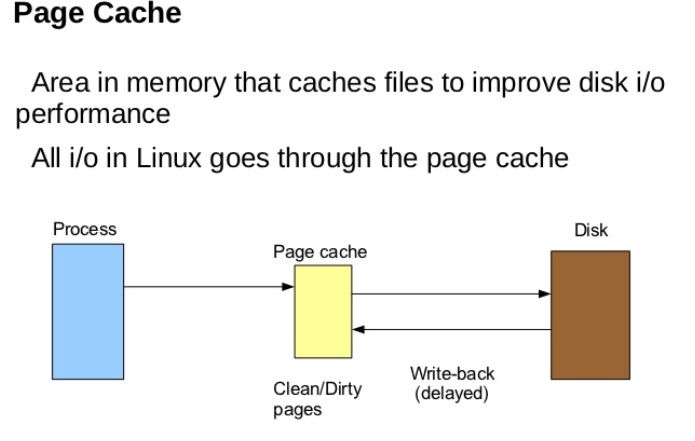 Page Cache
Area in memory that caches files to improve disk i/o
performance
All i/o in Linux goes through the page cache
Process
Disk
Page cache
Write-back
(delayed)
Clean/Dirty
pages